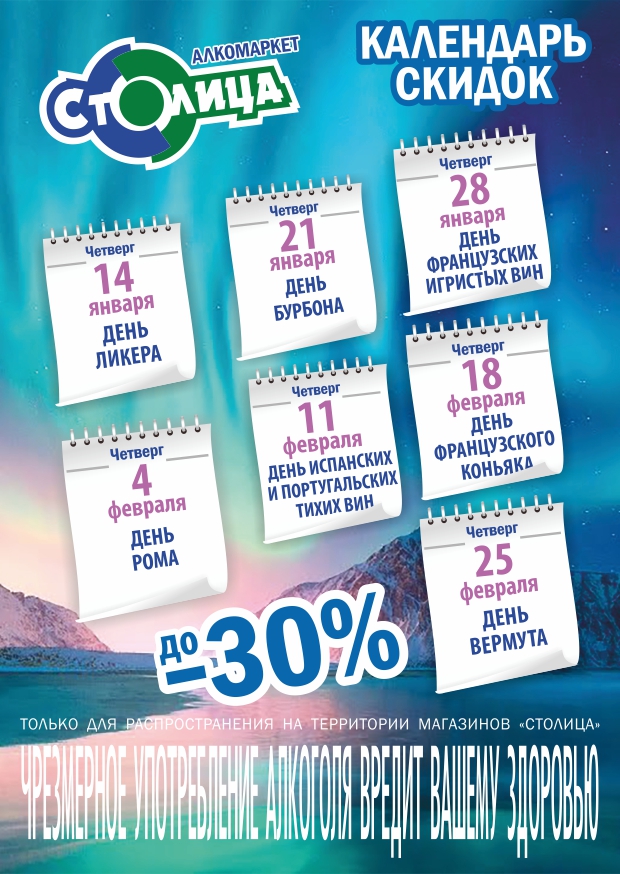 АЛКОМАРКЕТ
СТОЛИЦА
КАЛЕНДАРЬ
СКИДОК
Четверг
14
января
ДЕНЬ
ЛИКЕРА
Четверг
21
января
ДЕНЬ
БУРБОНА
Четверг
28
января
ДЕНЬ
ФРАНЦУЗСКИХ
ИГРИСТЫХ ВИН
Четверг
4
февраля
ДЕНЬ
РОМА
Четверг
11
февраля
ДЕНЬ ИСПАНСКИХ
И ПОРТУГАЛЬСКИХ
ТИХИХ ВИН
Четверг
18
февраля
ДЕНЬ
ФРАНЦУЗСКОГО
КОНЬЯКА
Четверг
25
февраля
ДЕНЬ
ВЕРМУТА
ДО –30%
ТОЛЬКО ДЛЯ РАСПРОСТРАНЕНИЯ НА ТЕРРИТОРИИ МАГАЗИНОВ «СТОЛИЦА»
ЧРЕЗМЕРНОЕ УПОТРЕБЛЕНИЕ АЛКОГОЛЯ ВРЕДИТ ВАШЕМУ ЗДОРОВЬЮ